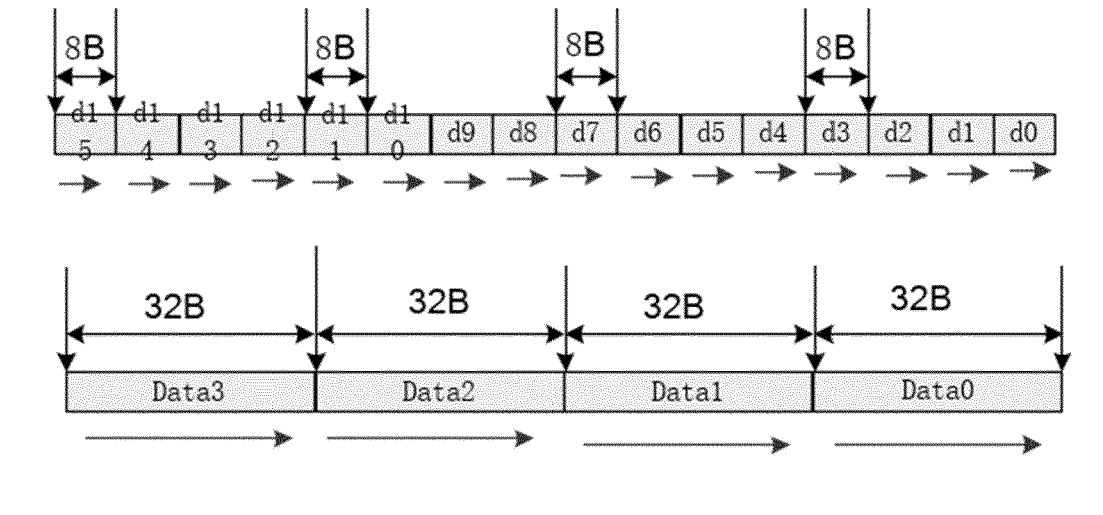 8B 8B 8B 8B
d15 d14 d13 d12 d11 d10 d9 d8 d7 d6 d5 d4 d3 d2 d1 d0
32B 32B 32B 32B
Data3 Data2 Data1 Data0